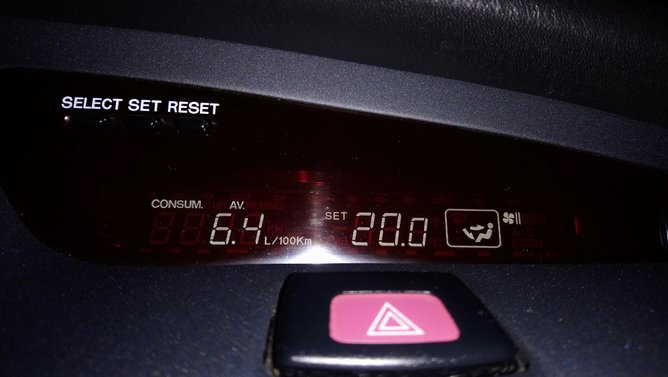 SELECT SET RESET
CONSUM. AV.
6.4 L/100Km
SET 20.0